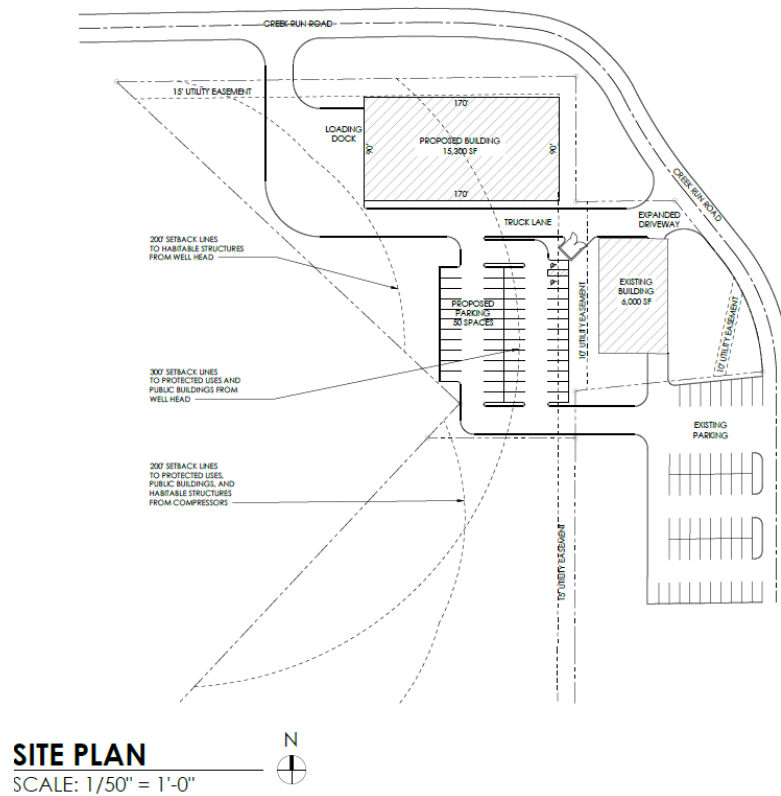 CREEK RUN ROAD
15' UTILITY EASEMENT
170'
LOADING
DOCK
90'
PROPOSED BUILDING
15,300 SF
90'
170'
CREEK RUN ROAD
TRUCK LANE
EXPANDED
DRIVEWAY
200' SETBACK LINES
TO HABITABLE STRUCTURES
FROM WELL HEAD
PROPOSED
PARKING
50 SPACES
EXISTING
BUILDING
6,000 SF
10' UTILITY EASEMENT
10' UTILITY EASEMENT
300' SETBACK LINES
TO PROTECTED USES AND
PUBLIC BUILDINGS FROM
WELL HEAD
EXISTING
PARKING
200' SETBACK LINES
TO PROTECTED USES,
PUBLIC BUILDINGS, AND
HABITABLE STRUCTURES
FROM COMPRESSORS
15' UTILITY EASEMENT
SITE PLAN
N
SCALE: 1/50" = 1'-0"